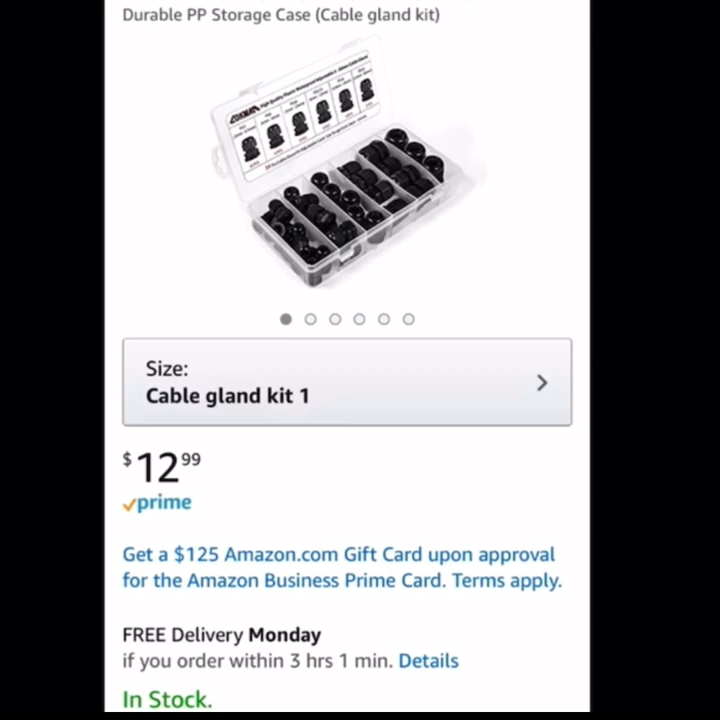 Durable PP Storage Case (Cable gland kit)
Size:
Cable gland kit 1
$12.99
prime
Get a $125 Amazon.com Gift Card upon approval
for the Amazon Business Prime Card. Terms apply.
FREE Delivery Monday
if you order within 3 hrs 1 min. Details
In Stock.